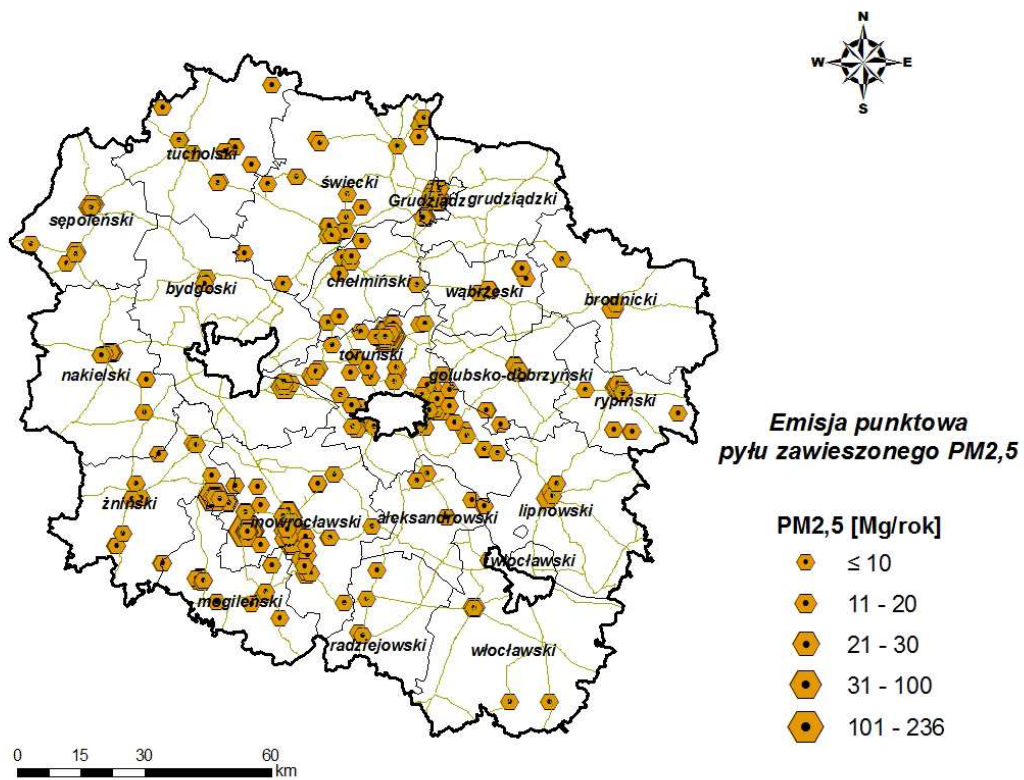 N
W E
S
tucholski
świecki
Grudziądz grudziądzki
sępoleński
bydgoski
chełmiński
wąbrzeski
brodnicki
toruński
nakielski
golubsko-dobrzyński
rypiński
Emisja punktowa
pyłu zawieszonego PM2,5
żniński
inowrocławski
aleksandrowski
lipnowski
PM2,5 [Mg/rok]
włocławski
≤ 10
mogileński
11 - 20
radziejowski
włocławski
21 - 30
31 - 100
101 - 236
0 15 30 60
km